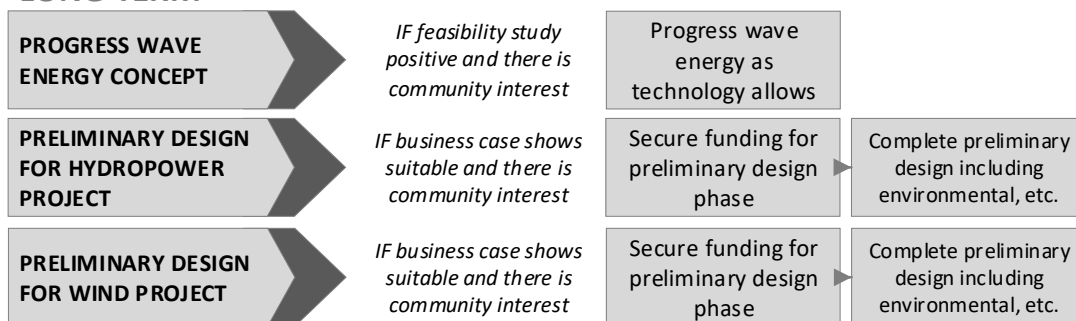 PROGRESS WAVE
ENERGY CONCEPT
IF feasibility study
positive and there is
community interest
Progress wave
energy as
technology allows
PRELIMINARY DESIGN
FOR HYDROPOWER
PROJECT
IF business case shows
suitable and there is
community interest
Secure funding for
preliminary design
phase
Complete preliminary
design including
environmental, etc.
PRELIMINARY DESIGN
FOR WIND PROJECT
IF business case shows
suitable and there is
community interest
Secure funding for
preliminary design
phase
Complete preliminary
design including
environmental, etc.